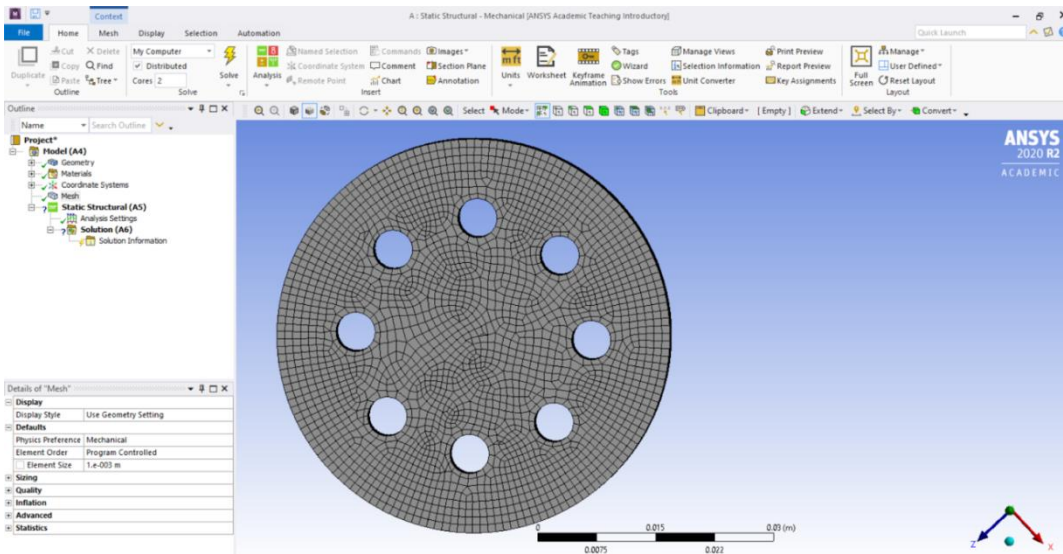 Context
A : Static Structural - Mechanical [ANSYS Academic Teaching Introductory]
File Home Mesh Display Selection Automation Quick Launch
Duplicate
Cut
Delete
Copy
Find
Paste
Tree
Outline
My Computer
Distributed
Cores 2
Solve
Solve
Analysis
Named Selection
Commands
Images
Coordinate System
Comment
Section Plane
Remote Point
Chart
Annotation
Insert
Units
Worksheet
Keyframe
Animation
Tags
Wizard
Show Errors
Manage Views
Selection Information
Unit Converter
Print Preview
Report Preview
Key Assignments
Tools
Full
Screen
Manage
User Defined
Reset Layout
Layout
Outline
Select Mode Clipboard [ Empty ] Extend Select By Convert
Name Search Outline
Project*
Model (A4)
Geometry
Materials
Coordinate Systems
Mesh
Static Structural (A5)
Analysis Settings
Solution (A6)
Solution Information
ANSYS
2020 R2
ACADEMIC
Details of "Mesh"
Display
Display Style Use Geometry Setting
Defaults
Physics Preference Mechanical
Element Order Program Controlled
Element Size 1.e-003 m
Sizing
Quality
Inflation
Advanced
Statistics
0 0.015 0.03 (m)
0.0075 0.022
Z X